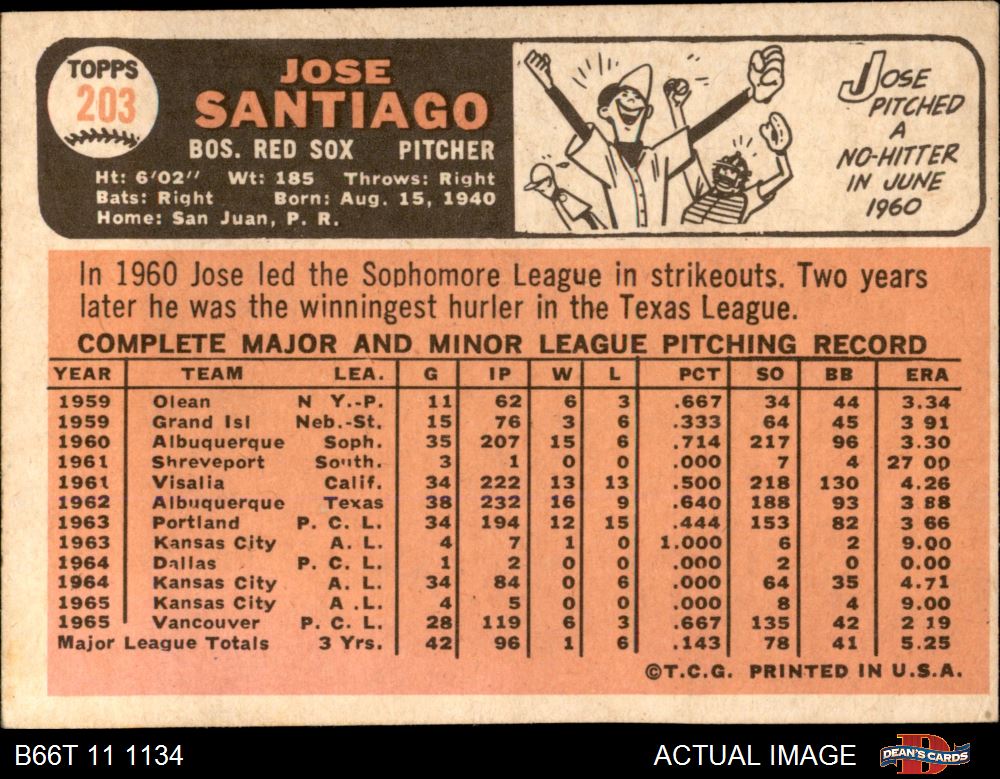 TOPPS
203
JOSE
SANTIAGO
BOS. RED SOX PITCHER
Ht: 6'02" Wt: 185 Throws: Right
Bats: Right Born: Aug. 15, 1940
Home: San Juan, P. R.
JOSE
PITCHED
A
NO-HITTER
IN JUNE
1960
In 1960 Jose led the Sophomore League in strikeouts. Two years
later he was the winningest hurler in the Texas League.
COMPLETE MAJOR AND MINOR LEAGUE PITCHING RECORD
YEAR TEAM LEA. G IP W L PCT SO BB ERA
1959 Olean N Y.-P. 11 62 6 3 .667 34 44 3.34
1959 Grand Isl Neb.-St. 15 76 3 6 .333 64 45 3 91
1960 Albuquerque Soph. 35 207 15 6 .714 217 96 3.30
1961 Shreveport South. 3 1 0 0 .000 7 4 27 00
1961 Visalia Calif. 34 222 13 13 .500 218 130 4.26
1962 Albuquerque Texas 38 232 16 9 .640 188 93 3 88
1963 Portland P. C. L. 34 194 12 15 .444 153 82 3 66
1963 Kansas City A. L. 4 7 1 0 1.000 6 2 9.00
1964 Dallas P. C. L. 1 2 0 0 .000 2 0 0.00
1964 Kansas City A. L. 34 84 0 6 .000 64 35 4.71
1965 Kansas City A .L. 4 5 0 0 .000 8 4 9.00
1965 Vancouver P. C. L. 28 119 6 3 .667 135 42 2 19
Major League Totals 3 Yrs. 42 96 1 6 .143 78 41 5.25
©T.C.G. PRINTED IN U.S.A.
B66T 11 1134 ACTUAL IMAGE DEAN'S CARDS